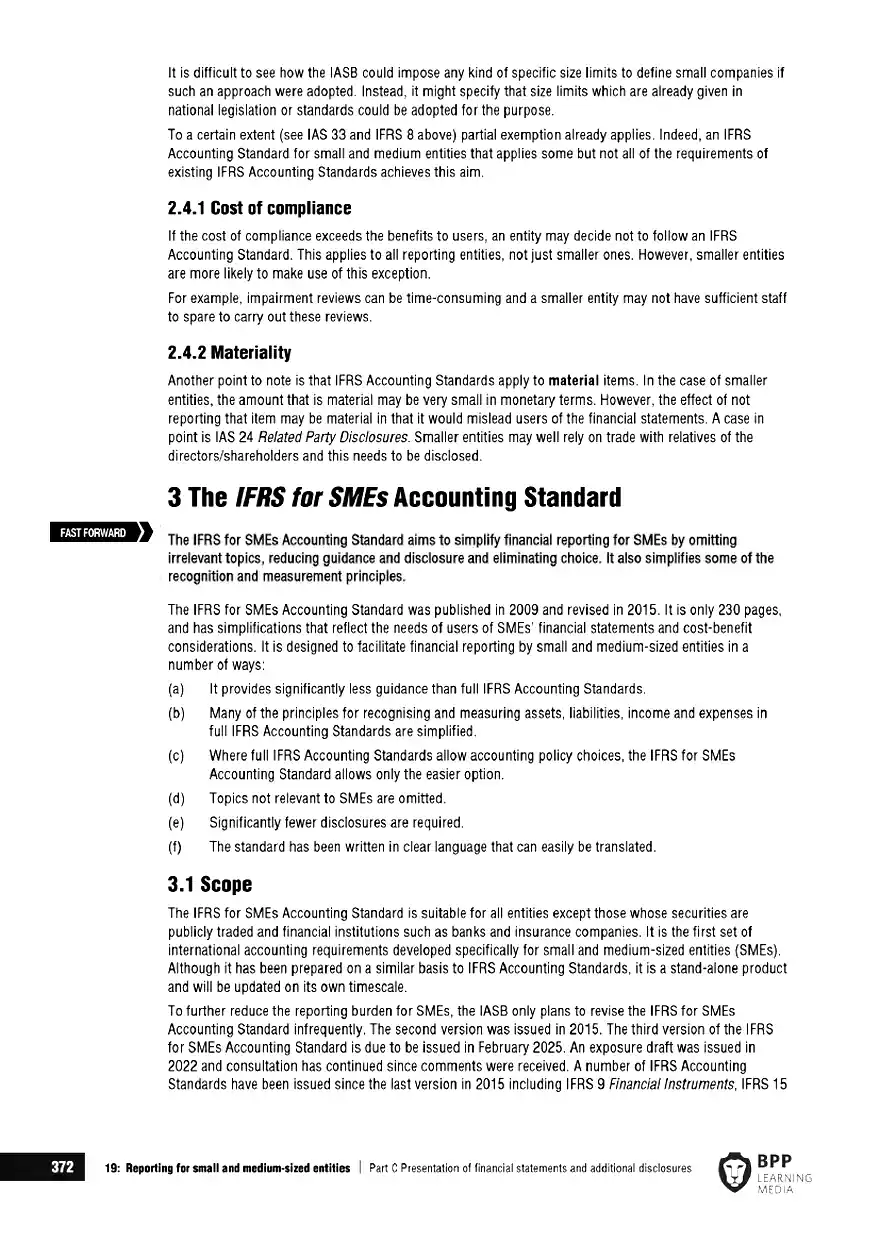 It is difficult to see how the IASB could impose any kind of specific size limits to define small companies if
such an approach were adopted. Instead, it might specify that size limits which are already given in
national legislation or standards could be adopted for the purpose.
To a certain extent (see IAS 33 and IFRS 8 above) partial exemption already applies. Indeed, an IFRS
Accounting Standard for small and medium entities that applies some but not all of the requirements of
existing IFRS Accounting Standards achieves this aim.
2.4.1 Cost of compliance
If the cost of compliance exceeds the benefits to users, an entity may decide not to follow an IFRS
Accounting Standard. This applies to all reporting entities, not just smaller ones. However, smaller entities
are more likely to make use of this exception.
For example, impairment reviews can be time-consuming and a smaller entity may not have sufficient staff
to spare to carry out these reviews.
2.4.2 Materiality
Another point to note is that IFRS Accounting Standards apply to material items. In the case of smaller
entities, the amount that is material may be very small in monetary terms. However, the effect of not
reporting that item may be material in that it would mislead users of the financial statements. A case in
point is IAS 24 Related Party Disclosures. Smaller entities may well rely on trade with relatives of the
directors/shareholders and this needs to be disclosed.
3 The IFRS for SMEs Accounting Standard
FAST FORWARD
The IFRS for SMEs Accounting Standard aims to simplify financial reporting for SMEs by omitting
irrelevant topics, reducing guidance and disclosure and eliminating choice. It also simplifies some of the
recognition and measurement principles.
The IFRS for SMEs Accounting Standard was published in 2009 and revised in 2015. It is only 230 pages,
and has simplifications that reflect the needs of users of SMEs' financial statements and cost-benefit
considerations. It is designed to facilitate financial reporting by small and medium-sized entities in a
number of ways:
(a) It provides significantly less guidance than full IFRS Accounting Standards.
(b) Many of the principles for recognising and measuring assets, liabilities, income and expenses in
full IFRS Accounting Standards are simplified.
(c) Where full IFRS Accounting Standards allow accounting policy choices, the IFRS for SMEs
Accounting Standard allows only the easier option.
(d) Topics not relevant to SMEs are omitted.
(e) Significantly fewer disclosures are required.
(f) The standard has been written in clear language that can easily be translated.
3.1 Scope
The IFRS for SMEs Accounting Standard is suitable for all entities except those whose securities are
publicly traded and financial institutions such as banks and insurance companies. It is the first set of
international accounting requirements developed specifically for small and medium-sized entities (SMEs).
Although it has been prepared on a similar basis to IFRS Accounting Standards, it is a stand-alone product
and will be updated on its own timescale.
To further reduce the reporting burden for SMEs, the IASB only plans to revise the IFRS for SMEs
Accounting Standard infrequently. The second version was issued in 2015. The third version of the IFRS
for SMEs Accounting Standard is due to be issued in February 2025. An exposure draft was issued in
2022 and consultation has continued since comments were received. A number of IFRS Accounting
Standards have been issued since the last version in 2015 including IFRS 9 Financial Instruments, IFRS 15
372 19: Reporting for small and medium-sized entities | Part C Presentation of financial statements and additional disclosures
BPP
LEARNING
MEDIA